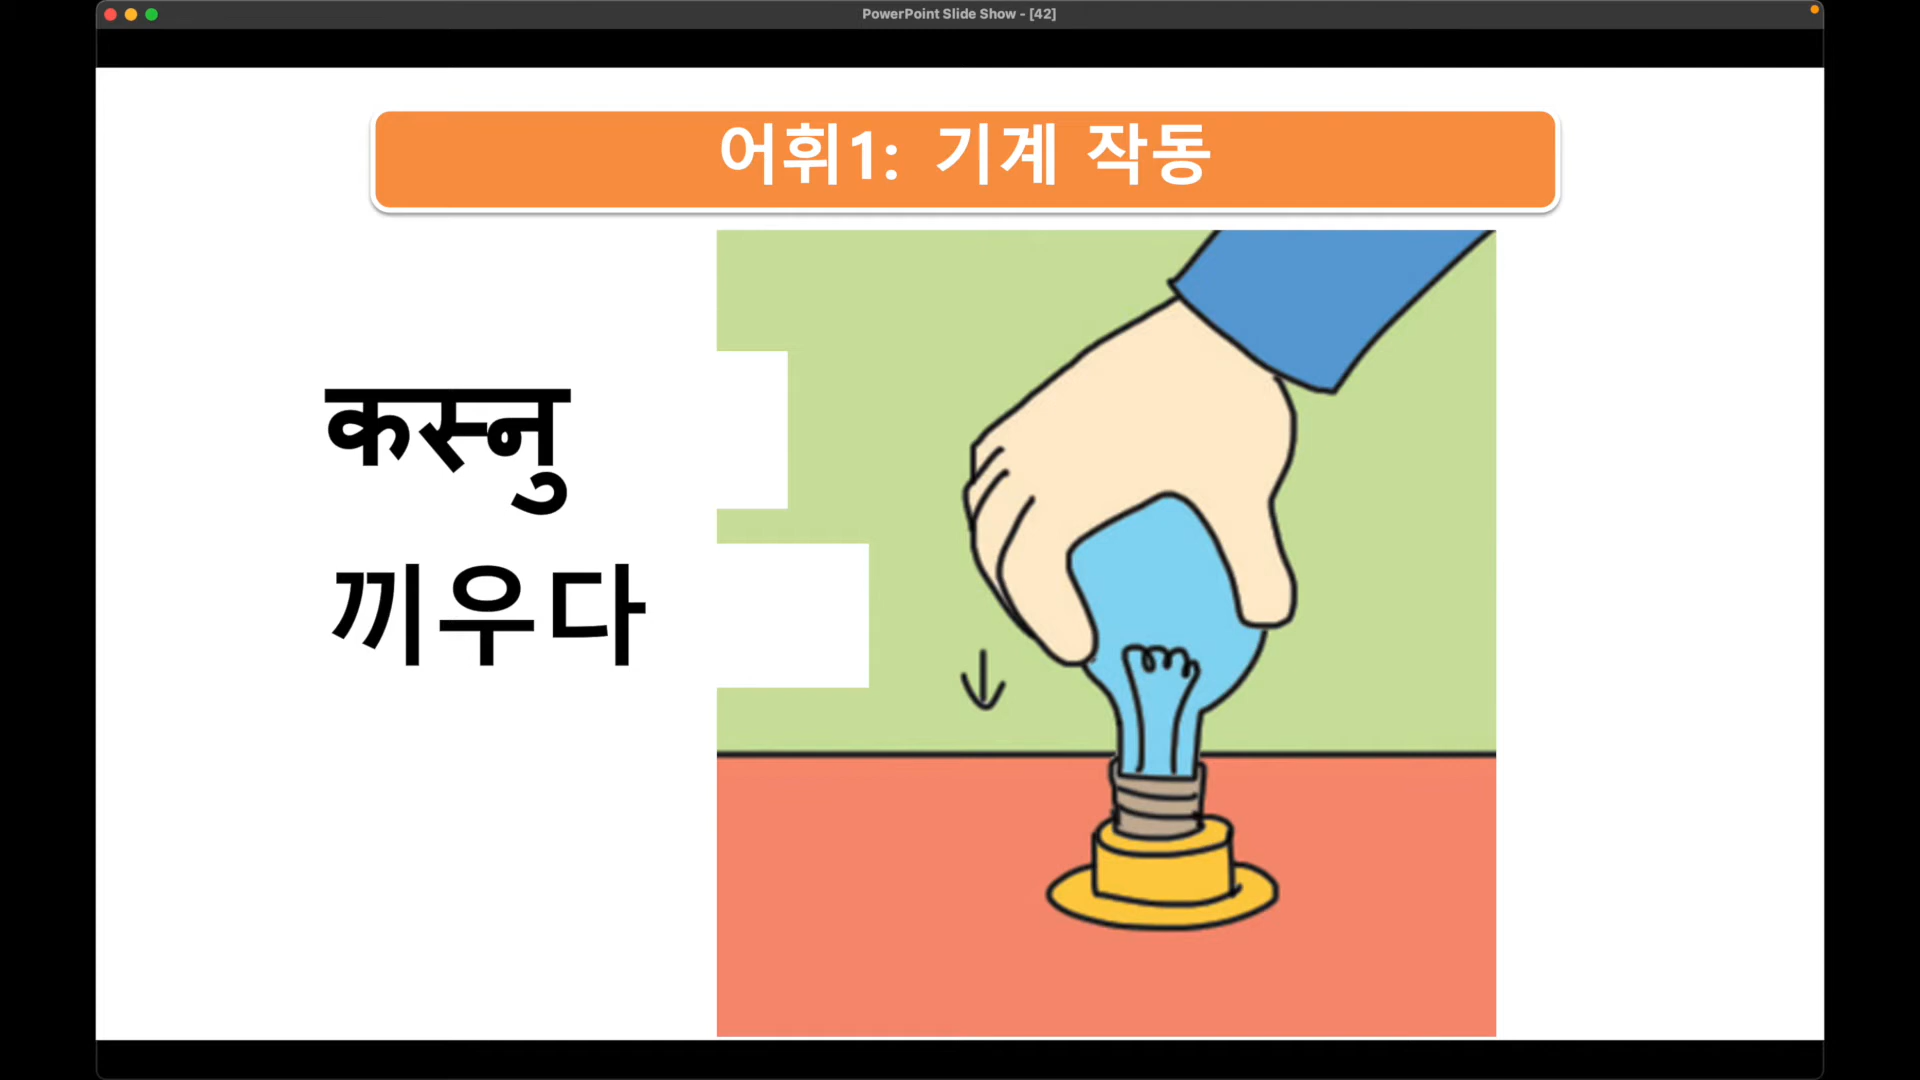 PowerPoint Slide Show - [42]
어휘1: 기계 작동
कस्नु
끼우다